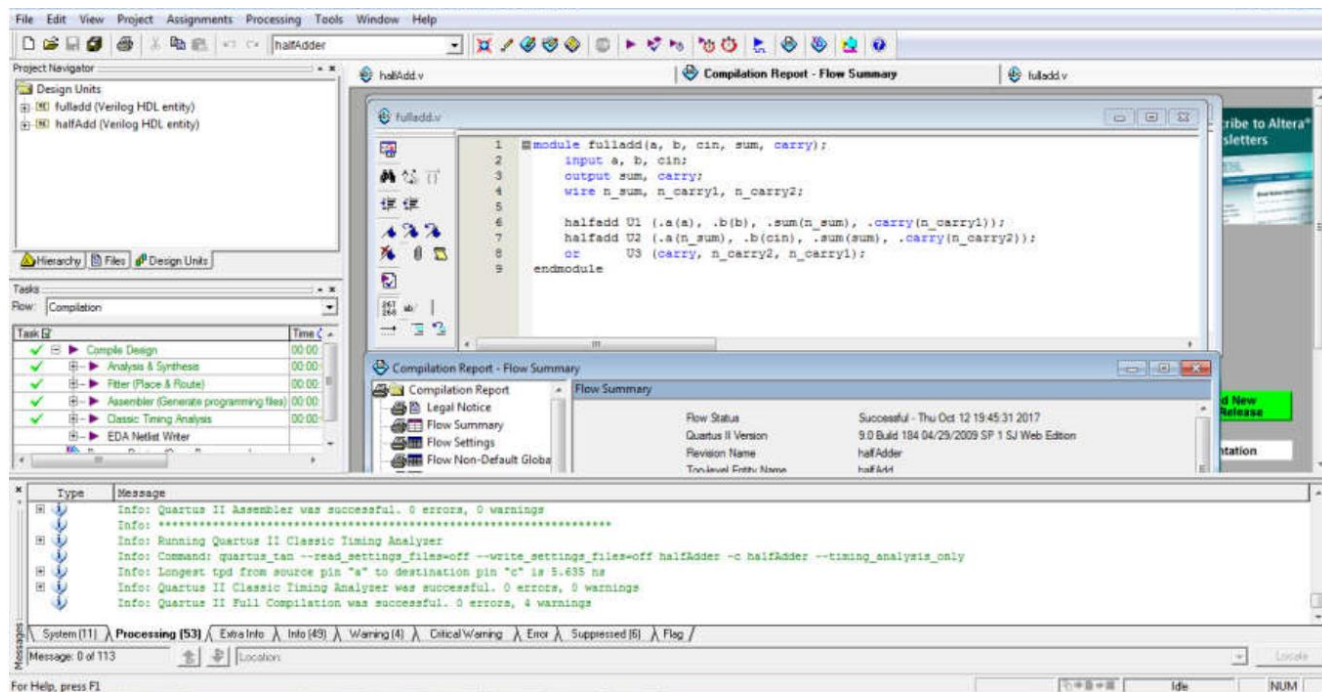 File Edit View Project Assignments Processing Tools Window Help
halfAdder
Project Navigator
Design Units
fulladd (Verilog HDL entity)
halfAdd (Verilog HDL entity)
Hierarchy Files Design Units
Tasks
Flow: Compilation
Task Time
Compile Design 00:00:
Analysis & Synthesis 00:00:
Fitter (Place & Route) 00:00:
Assembler (Generate programming files) 00:00:
Classic Timing Analysis 00:00:
EDA Netlist Writer
halfAdd.v
Compilation Report - Flow Summary
fulladd.v
fulladd.v
1 module fulladd(a, b, cin, sum, carry);
2 input a, b, cin;
3 output sum, carry;
4 wire n_sum, n_carry1, n_carry2;
5
6 halfadd U1 (.a(a), .b(b), .sum(n_sum), .carry(n_carry1));
7 halfadd U2 (.a(n_sum), .b(cin), .sum(sum), .carry(n_carry2));
8 or U3 (carry, n_carry2, n_carry1);
9 endmodule
267
268
ab/
cribe to Altera®
sletters
d New
Release
ntation
Compilation Report - Flow Summary
Compilation Report
Legal Notice
Flow Summary
Flow Settings
Flow Non-Default Globa
Flow Summary
Flow Status Successful - Thu Oct 12 19:45:31 2017
Quartus II Version 9.0 Build 184 04/29/2009 SP 1 SJ Web Edition
Revision Name halfAdder
Top-level Entity Name halfAdd
Type Message
Info: Quartus II Assembler was successful. 0 errors, 0 warnings
Info: *******************************************************************
Info: Running Quartus II Classic Timing Analyzer
Info: Command: quartus_tan --read_settings_files=off --write_settings_files=off halfAdder -c halfAdder --timing_analysis_only
Info: Longest tpd from source pin "a" to destination pin "c" is 5.635 ns
Info: Quartus II Classic Timing Analyzer was successful. 0 errors, 0 warnings
Info: Quartus II Full Compilation was successful. 0 errors, 4 warnings
System (11) Processing (53) Extra Info Info (49) Warning (4) Critical Warning Error Suppressed (6) Flag
Messages
Message: 0 of 113 Location: Locate
For Help, press F1 Idle NUM